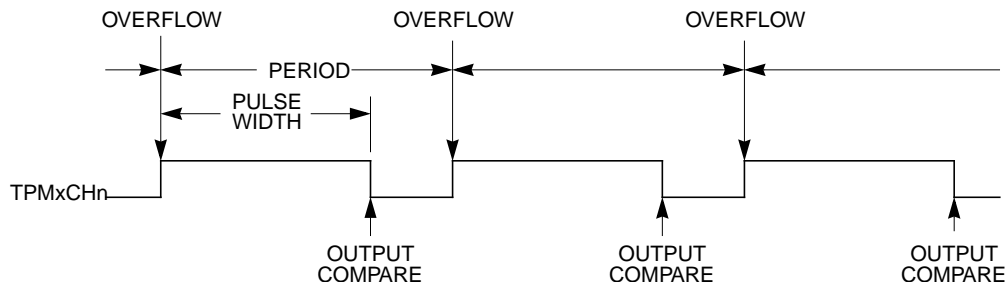 OVERFLOW OVERFLOW OVERFLOW
PERIOD
PULSE
WIDTH
TPMxCHn
OUTPUT
COMPARE
OUTPUT
COMPARE
OUTPUT
COMPARE